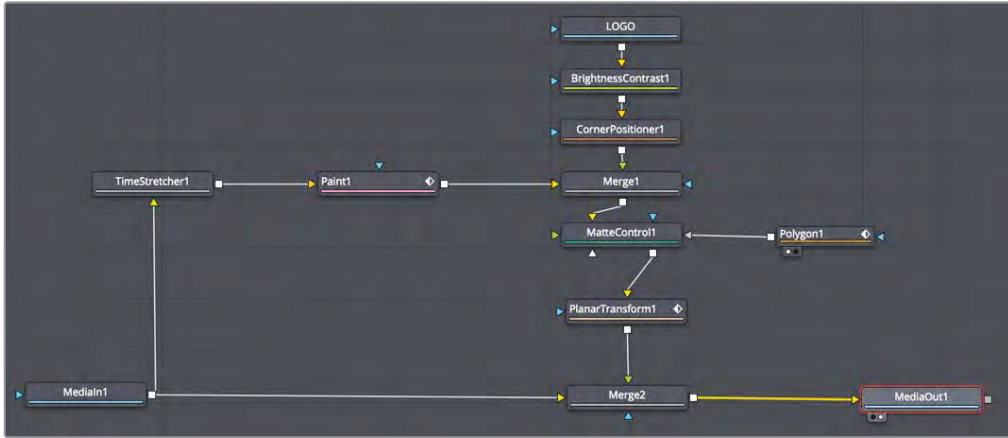 LOGO
BrightnessContrast1
CornerPositioner1
TimeStretcher1
Paint1
Merge1
MatteControl1
Polygon1
PlanarTransform1
MediaIn1
Merge2
MediaOut1